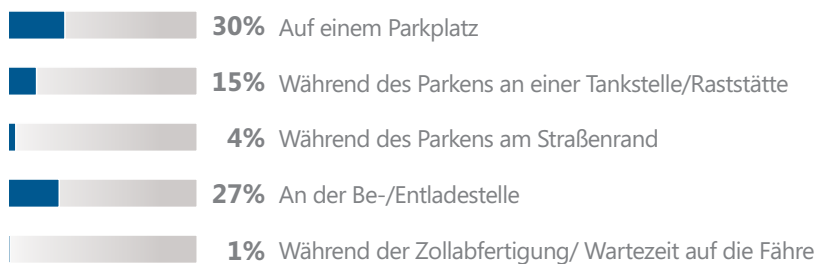 30% Auf einem Parkplatz
15% Während des Parkens an einer Tankstelle/Raststätte
4% Während des Parkens am Straßenrand
27% An der Be-/Entladestelle
1% Während der Zollabfertigung/ Wartezeit auf die Fähre